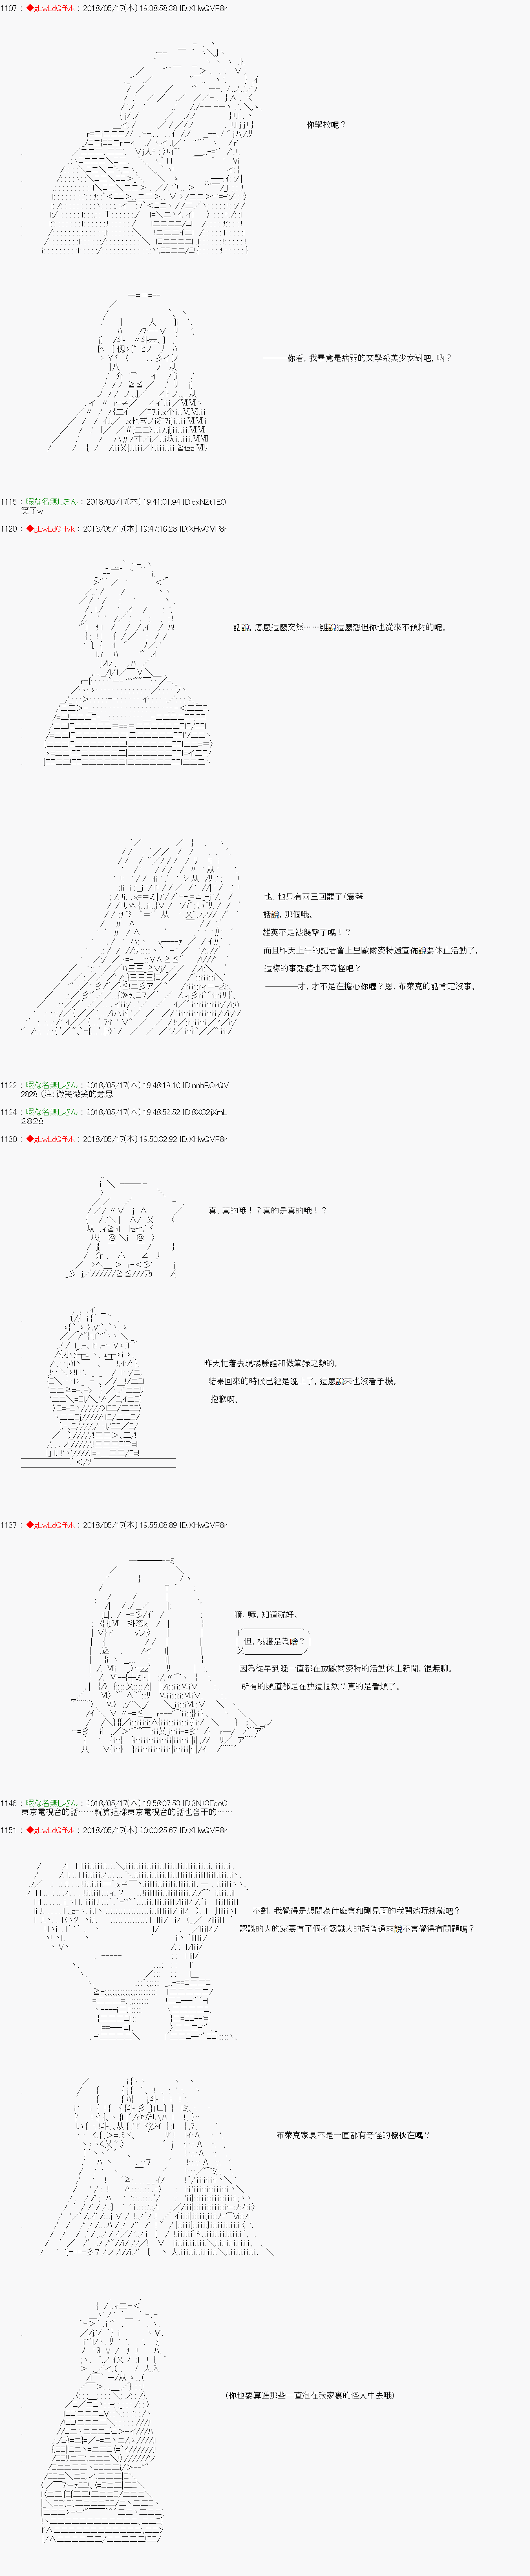 1107 : ◆gLwLdQffvk : 2018/05/17(木) 19:38:58.38 ID:XHwQVP8r
你學校呢？
────你看，我畢竟是病弱的文學系美少女對吧，吶？
1115 : 暇な名無しさん : 2018/05/17(木) 19:41:01.94 ID:dxNZt1EO
笑了w
1120 : ◆gLwLdQffvk : 2018/05/17(木) 19:47:16.23 ID:XHwQVP8r
話說，怎麼這麼突然……雖說這麼想但你也從來不預約的呢。
也、也只有兩三回罷了(震聲
話說，那個哦。
雄英不是被襲擊了嗎！？
而且昨天上午的記者會上里歐爾麥特還宣佈說要休止活動了，
這樣的事想聽也不奇怪吧？
────才，才不是在擔心你喔？恩，布萊克的話肯定沒事。
1122 : 暇な名無しさん : 2018/05/17(木) 19:48:19.10 ID:nnhRQrQV
2828 (注：微笑微笑的意思
1124 : 暇な名無しさん : 2018/05/17(木) 19:48:52.52 ID:8XC2jXmL
２８２８
1130 : ◆gLwLdQffvk : 2018/05/17(木) 19:50:32.92 ID:XHwQVP8r
真，真的哦！？真的是真的哦！？
昨天忙着去現場驗證和做筆錄之類的，
結果回來的時候已經是晚上了，這麼說來也沒看手機。
抱歉啊。
1137 : ◆gLwLdQffvk : 2018/05/17(木) 19:55:08.89 ID:XHwQVP8r
嘛，嘛，知道就好。
但，桃鐵是為啥？
因為從早到晚一直都在放歐爾麥特的活動休止新聞，很無聊。
所有的頻道都是在放這個欸？真的是看煩了。
1146 : 暇な名無しさん : 2018/05/17(木) 19:58:07.53 ID:3N+3FdcO
東京電視台的話……就算這樣東京電視台的話也會干的……
1151 : ◆gLwLdQffvk : 2018/05/17(木) 20:00:25.67 ID:XHwQVP8r
不對，我覺得是想問為什麼會和剛見面的我開始玩桃鐵吧？
認識的人的家裏有了個不認識人的話普通來說不會覺得有問題嗎？
布萊克家裏不是一直都有奇怪的傢伙在嗎？
(你也要算進那些一直泡在我家裏的怪人中去哦)